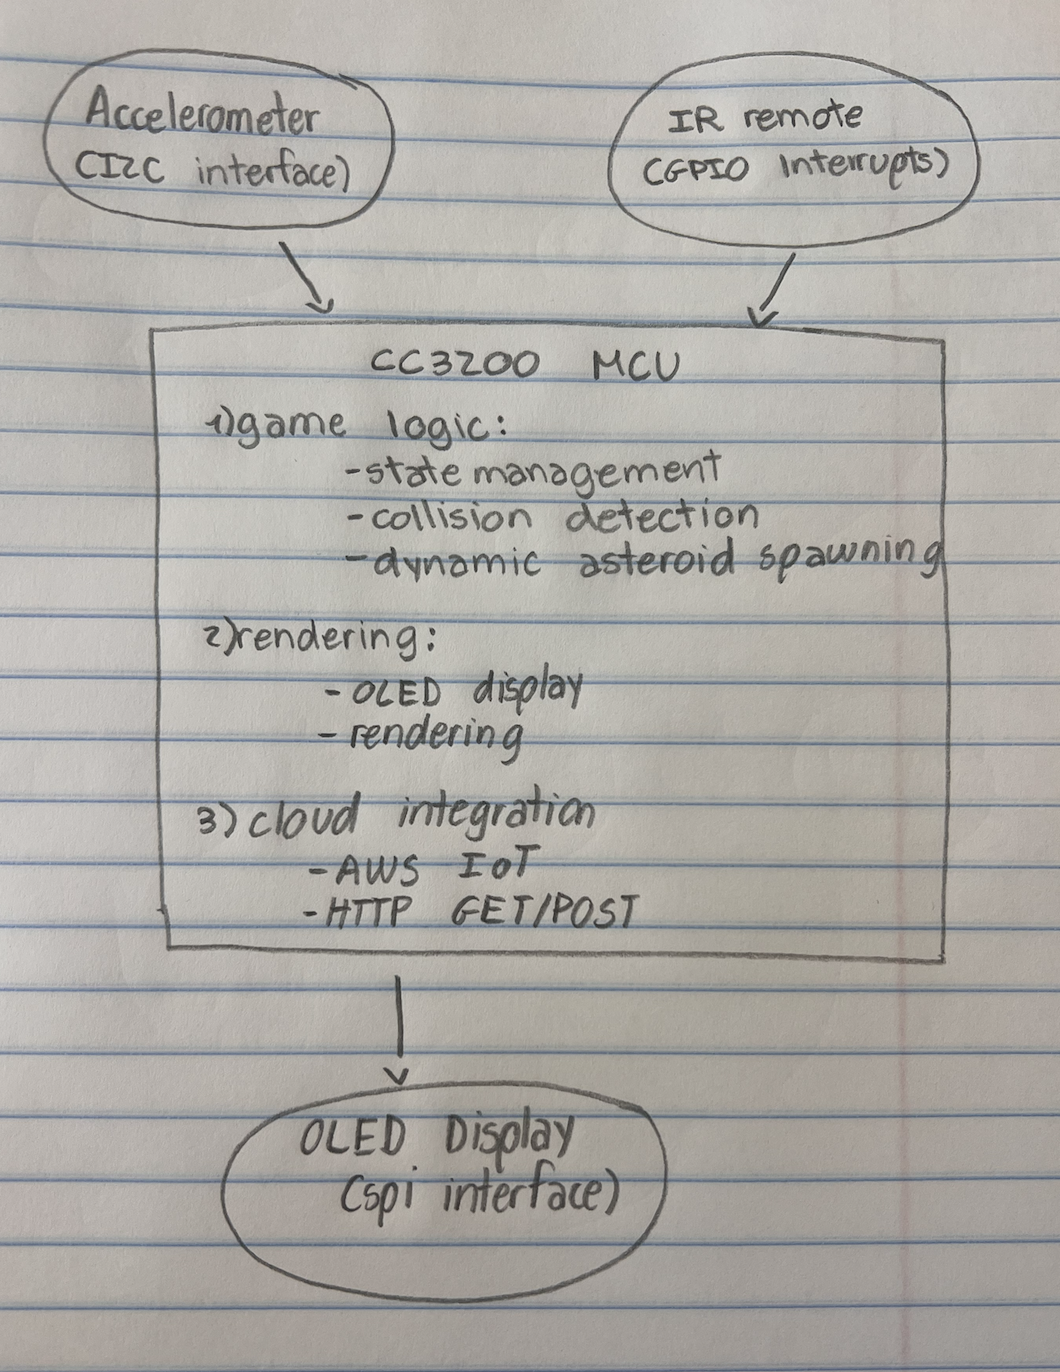 Accelerometer
(I2C interface)
IR remote
(GPIO Interrupts)
CC3200 MCU
1)game logic:
-state management
-collision detection
-dynamic asteroid spawning
2)rendering:
- OLED display
- rendering
3) cloud integration
-AWS IoT
-HTTP GET/POST
OLED Display
(spi interface)